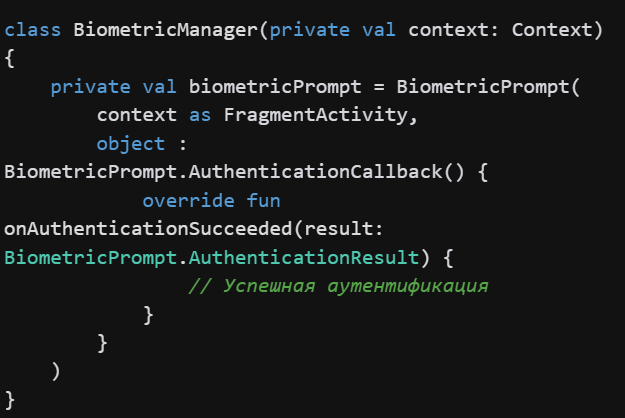 class BiometricManager(private val context: Context)
{
    private val biometricPrompt = BiometricPrompt(
        context as FragmentActivity,
        object :
BiometricPrompt.AuthenticationCallback() {
            override fun
onAuthenticationSucceeded(result:
BiometricPrompt.AuthenticationResult) {
                // Успешная аутентификация
            }
        }
    )
}